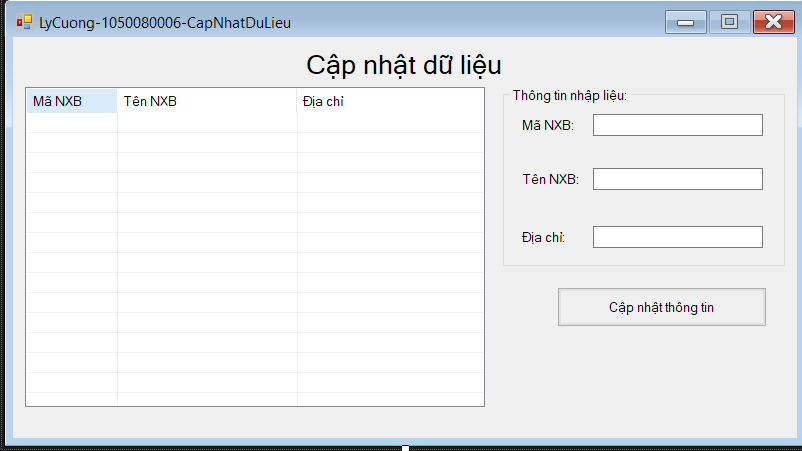 LyCuong-1050080006-CapNhatDuLieu
Cập nhật dữ liệu
Mã NXB Tên NXB Địa chỉ
Thông tin nhập liệu:
Mã NXB:
Tên NXB:
Địa chỉ:
Cập nhật thông tin